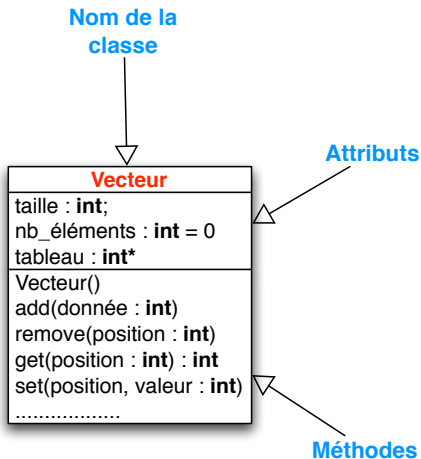 Nom de la
classe
Attributs
Vecteur
taille : int;
nb_éléments : int = 0
tableau : int*
Vecteur()
add(donnée : int)
remove(position : int)
get(position : int) : int
set(position, valeur : int)
..................
Méthodes